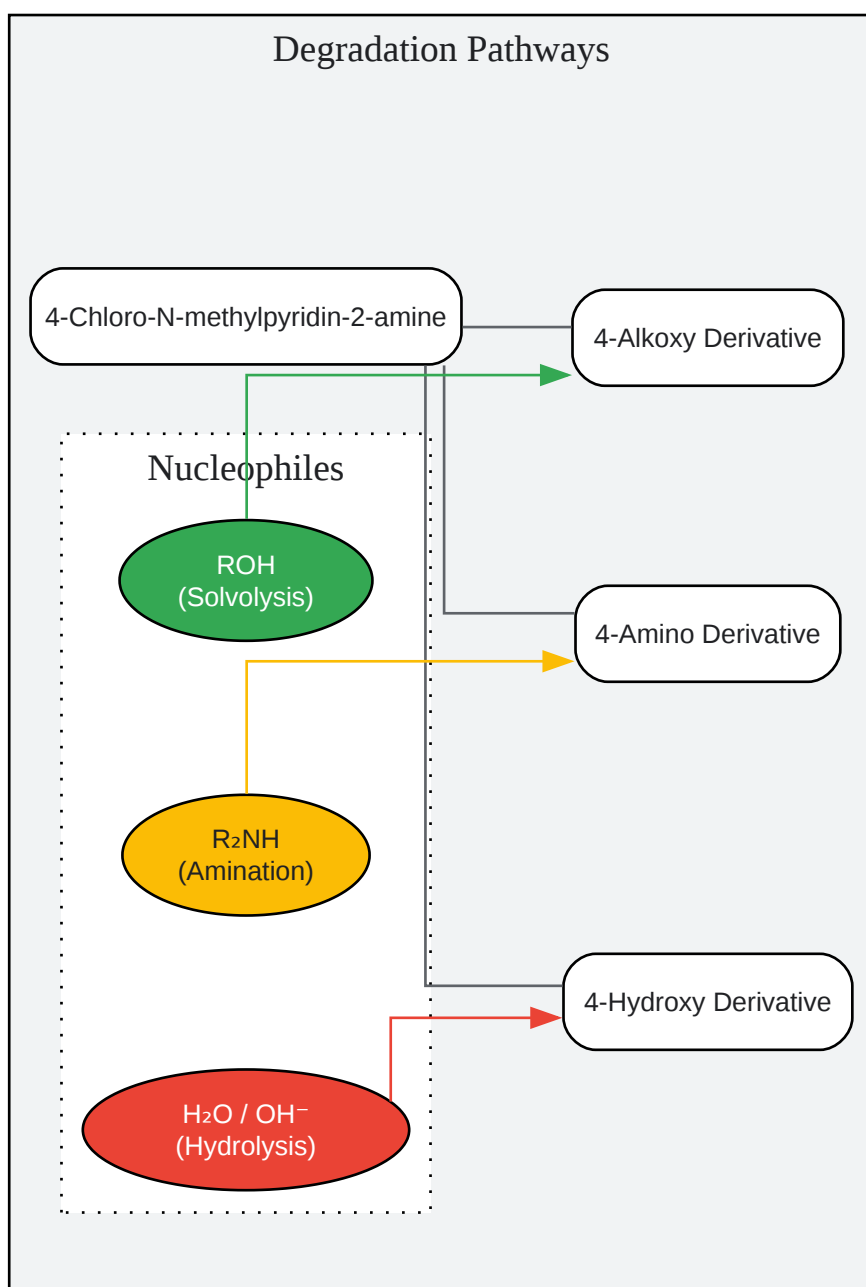 Degradation Pathways
4-Chloro-N-methylpyridin-2-amine
4-Alkoxy Derivative
Nucleophiles
ROH
(Solvolysis)
4-Amino Derivative
R₂NH
(Amination)
4-Hydroxy Derivative
H₂O / OH⁻
(Hydrolysis)